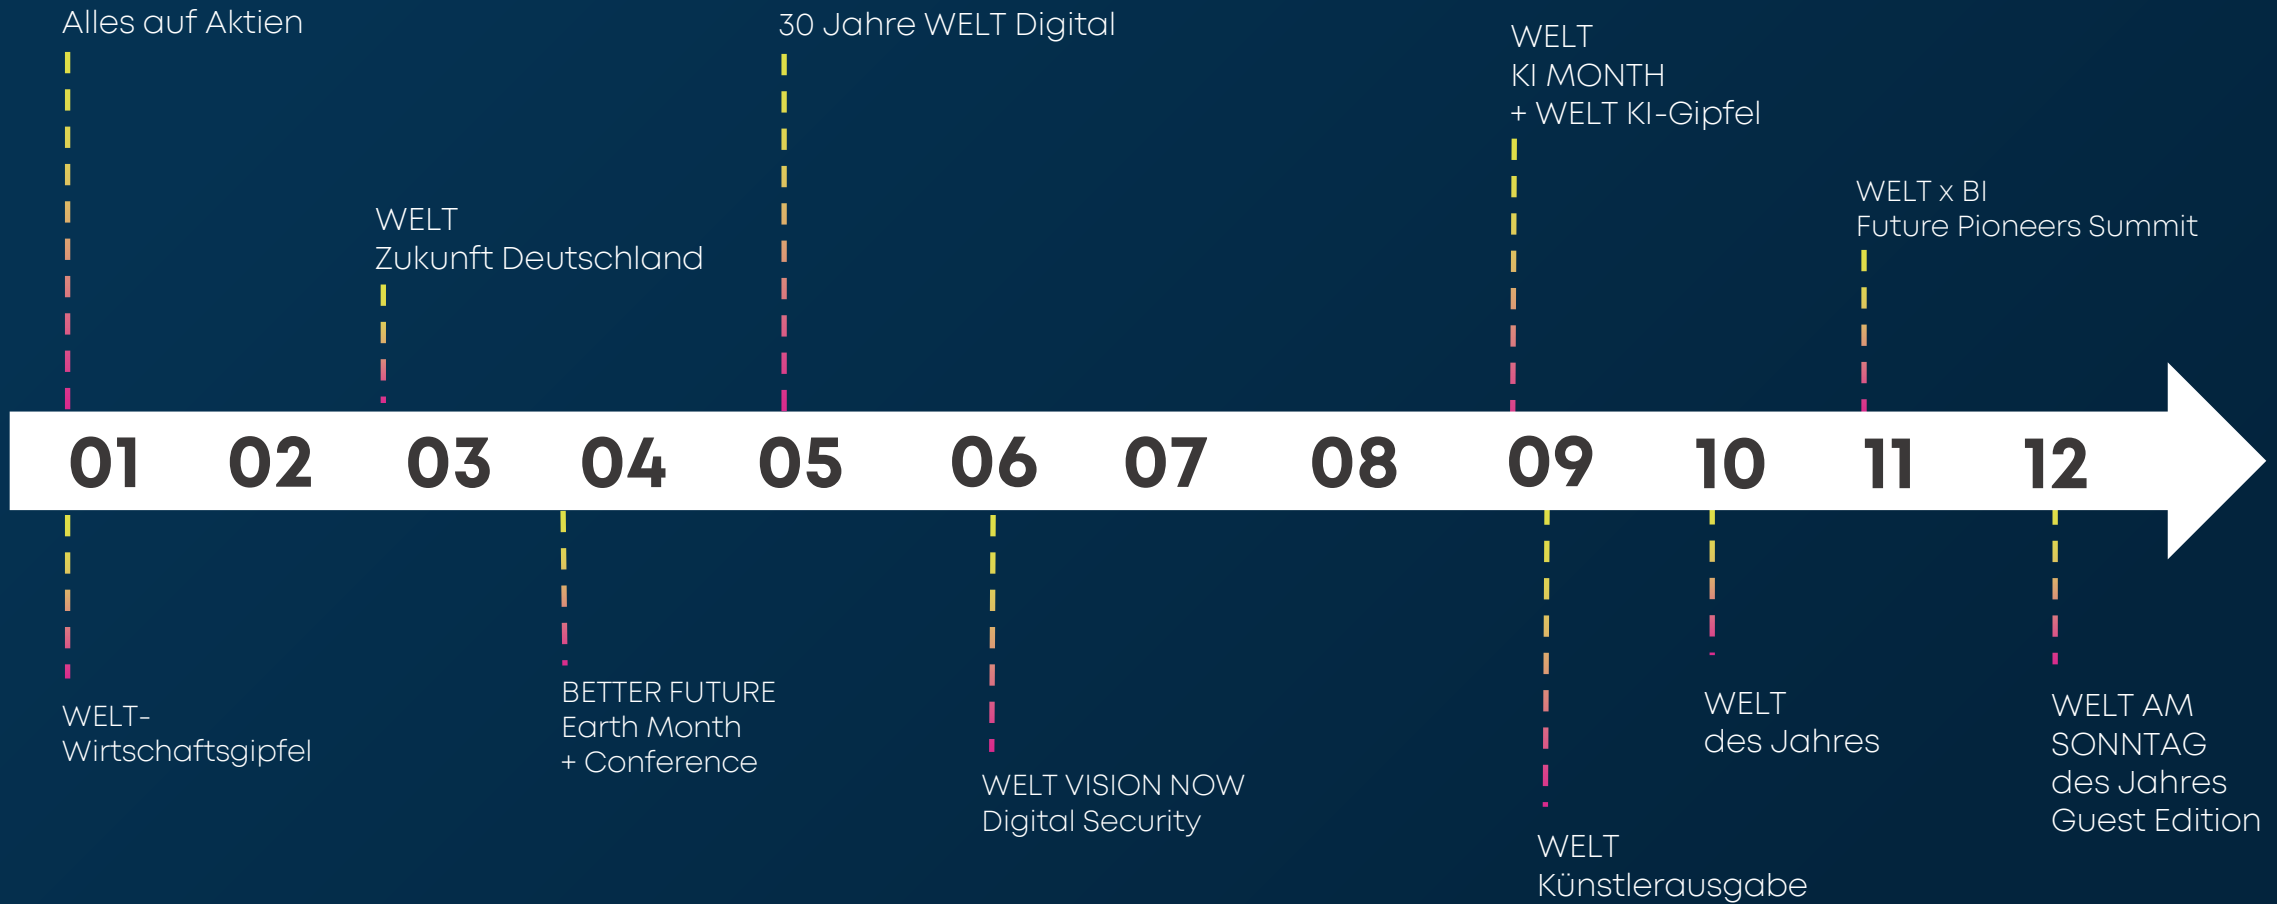 Alles auf Aktien
30 Jahre WELT Digital
WELT
KI MONTH
+ WELT KI-Gipfel
WELT
Zukunft Deutschland
WELT x BI
Future Pioneers Summit
01 02 03 04 05 06 07 08 09 10 11 12
WELT-
Wirtschaftsgipfel
BETTER FUTURE
Earth Month
+ Conference
WELT VISION NOW
Digital Security
WELT
Künstlerausgabe
WELT
des Jahres
WELT AM
SONNTAG
des Jahres
Guest Edition